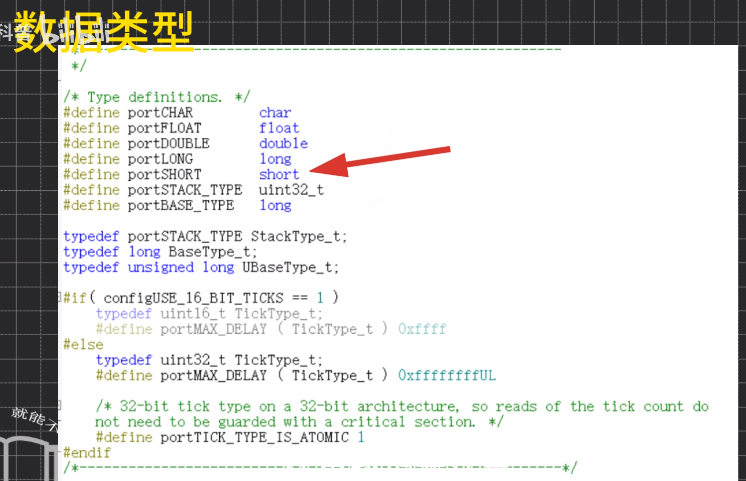 数据类型
*/
/* Type definitions. */
#define portCHAR char
#define portFLOAT float
#define portDOUBLE double
#define portLONG long
#define portSHORT short
#define portSTACK_TYPE uint32_t
#define portBASE_TYPE long
typedef portSTACK_TYPE StackType_t;
typedef long BaseType_t;
typedef unsigned long UBaseType_t;
#if( configUSE_16_BIT_TICKS == 1 )
typedef uint16_t TickType_t;
#define portMAX_DELAY ( TickType_t ) 0xffff
#else
typedef uint32_t TickType_t;
#define portMAX_DELAY ( TickType_t ) 0xffffffffUL
/* 32-bit tick type on a 32-bit architecture, so reads of the tick count do
not need to be guarded with a critical section. */
#define portTICK_TYPE_IS_ATOMIC 1
#endif
/*-----------------------------------------------------------*/
就能不